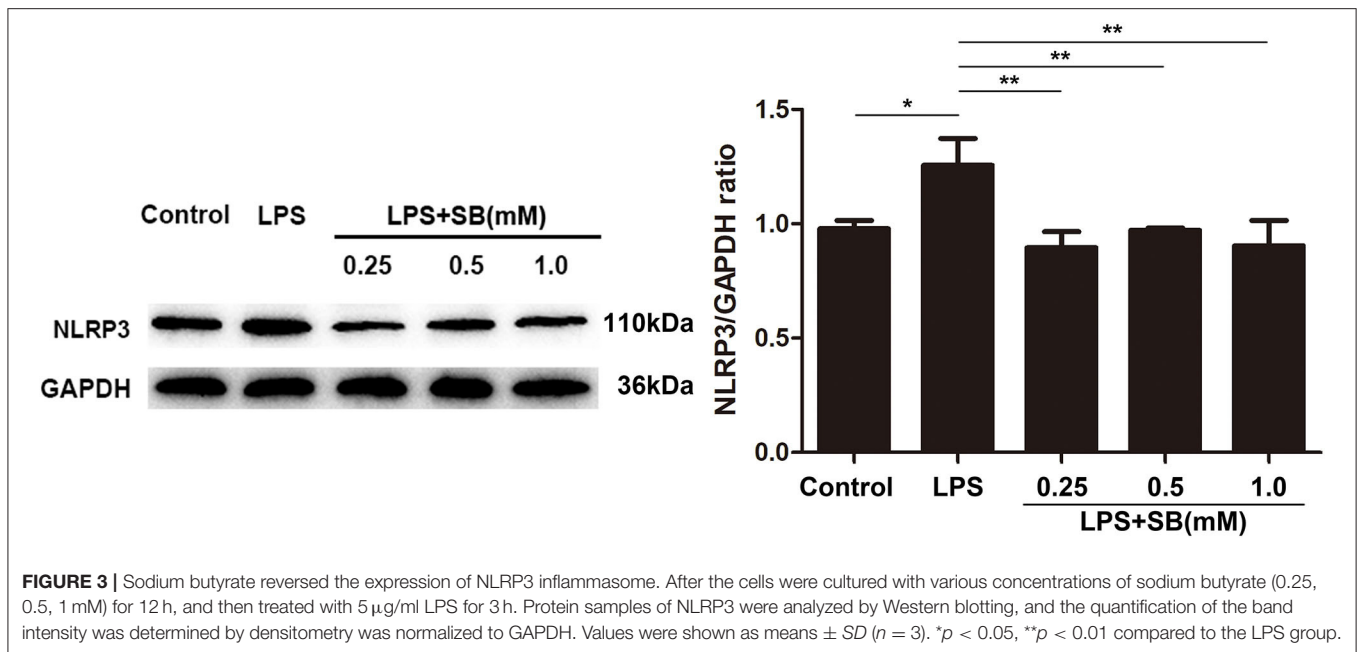 Control LPS LPS+SB(mM)
0.25 0.5 1.0
NLRP3 110kDa
GAPDH 36kDa
**
**
**
*
NLRP3/GAPDH ratio
1.5
1.0
0.5
0.0
Control LPS 0.25 0.5 1.0
LPS+SB(mM)
FIGURE 3 | Sodium butyrate reversed the expression of NLRP3 inflammasome. After the cells were cultured with various concentrations of sodium butyrate (0.25,
0.5, 1 mM) for 12 h, and then treated with 5 μg/ml LPS for 3 h. Protein samples of NLRP3 were analyzed by Western blotting, and the quantification of the band
intensity was determined by densitometry was normalized to GAPDH. Values were shown as means ± SD (n = 3). *p < 0.05, **p < 0.01 compared to the LPS group.